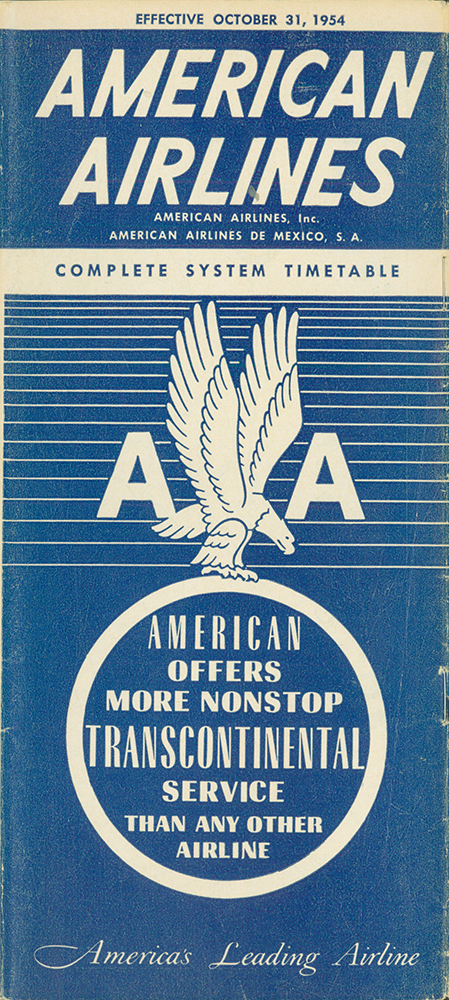 EFFECTIVE OCTOBER 31, 1954
AMERICAN
AIRLINES
AMERICAN AIRLINES, Inc.
AMERICAN AIRLINES DE MEXICO, S. A.
COMPLETE SYSTEM TIMETABLE
A A
AMERICAN
OFFERS
MORE NONSTOP
TRANSCONTINENTAL
SERVICE
THAN ANY OTHER
AIRLINE
America's Leading Airline